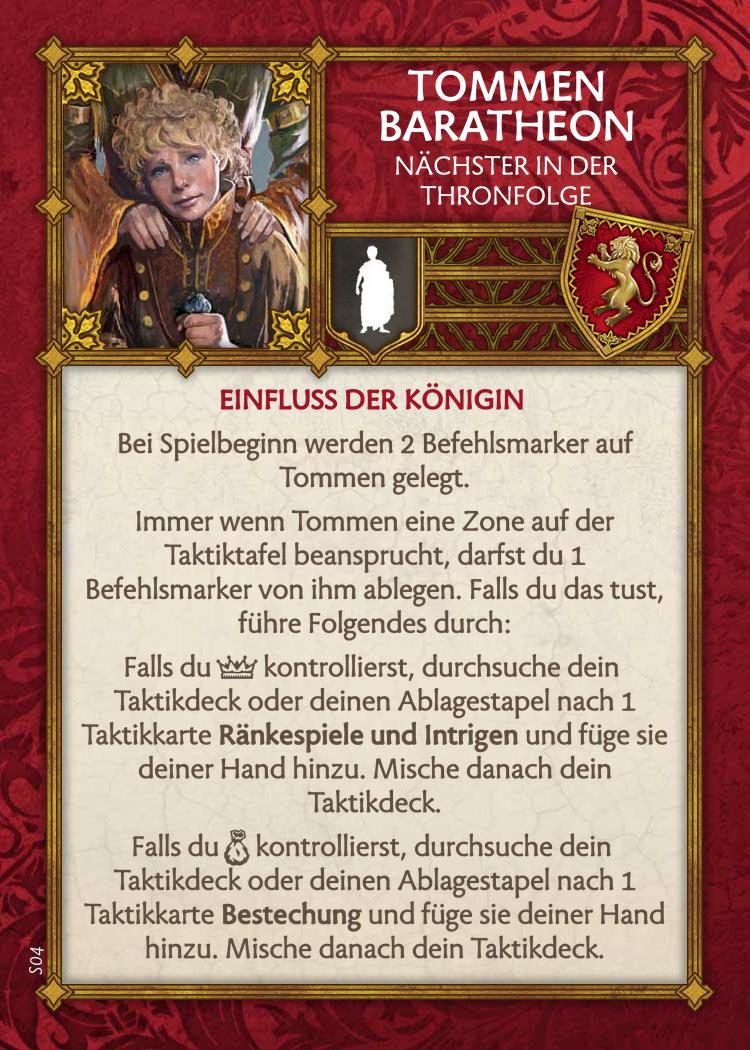 TOMMEN
BARATHEON
NÄCHSTER IN DER
THRONFOLGE
EINFLUSS DER KÖNIGIN
Bei Spielbeginn werden 2 Befehlsmarker auf
Tommen gelegt.
Immer wenn Tommen eine Zone auf der
Taktiktafel beansprucht, darfst du 1
Befehlsmarker von ihm ablegen. Falls du das tust,
führe Folgendes durch:
Falls du kontrollierst, durchsuche dein
Taktikdeck oder deinen Ablagestapel nach 1
Taktikkarte Ränkespiele und Intrigen und füge sie
deiner Hand hinzu. Mische danach dein
Taktikdeck.
Falls du kontrollierst, durchsuche dein
Taktikdeck oder deinen Ablagestapel nach 1
Taktikkarte Bestechung und füge sie deiner Hand
hinzu. Mische danach dein Taktikdeck.
S04